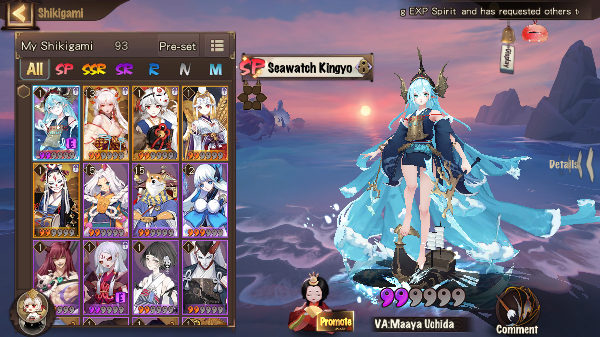 Shikigami
g EXP Spirit and has requested others t
My Shikigami 93 Pre-set
All SP SSR SR R N M
SP Seawatch Kingyo
Display
Details
Promote
VA:Maaya Uchida
Comment